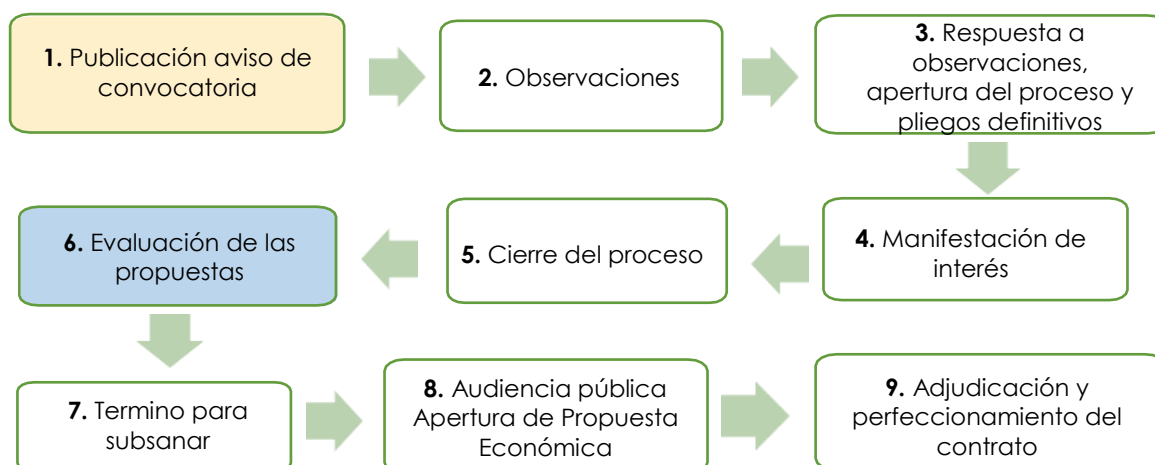 1. Publicación aviso de
convocatoria
2. Observaciones
3. Respuesta a
observaciones,
apertura del proceso y
pliegos definitivos
4. Manifestación de
interés
5. Cierre del proceso
6. Evaluación de las
propuestas
7. Termino para
subsanar
8. Audiencia pública
Apertura de Propuesta
Económica
9. Adjudicación y
perfeccionamiento del
contrato